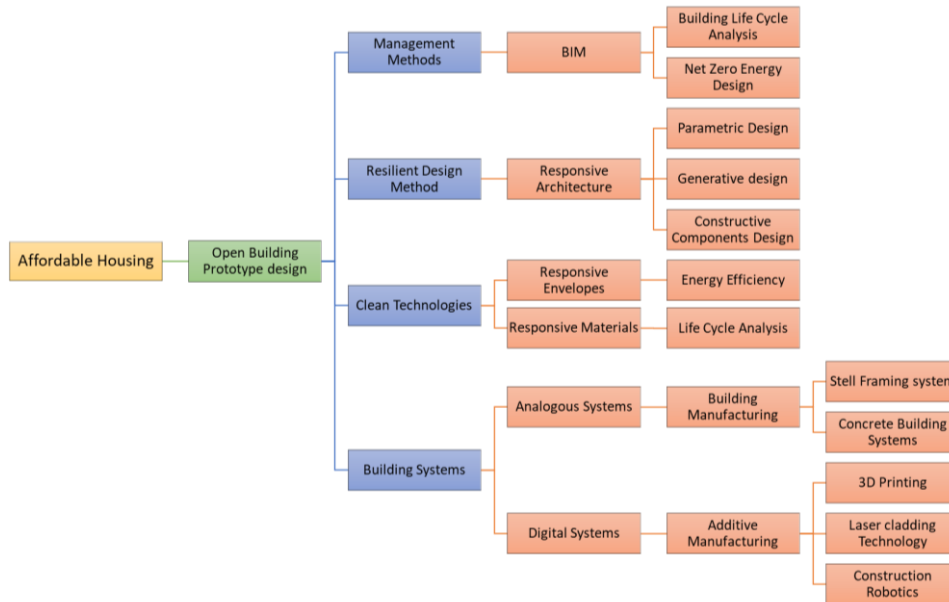 Affordable Housing
Open Building
Prototype design
Management
Methods
BIM
Building Life Cycle
Analysis
Net Zero Energy
Design
Resilient Design
Method
Responsive
Architecture
Parametric Design
Generative design
Constructive
Components Design
Clean Technologies
Responsive
Envelopes
Energy Efficiency
Responsive Materials
Life Cycle Analysis
Building Systems
Analogous Systems
Building
Manufacturing
Stell Framing system
Concrete Building
Systems
Digital Systems
Additive
Manufacturing
3D Printing
Laser cladding
Technology
Construction
Robotics